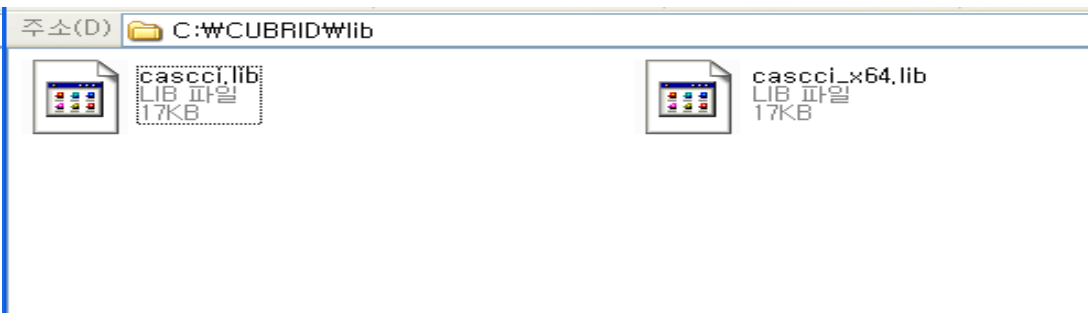 주소(D) C:₩CUBRID₩lib
cascci.lib
LIB 파일
17KB
cascci_x64.lib
LIB 파일
17KB